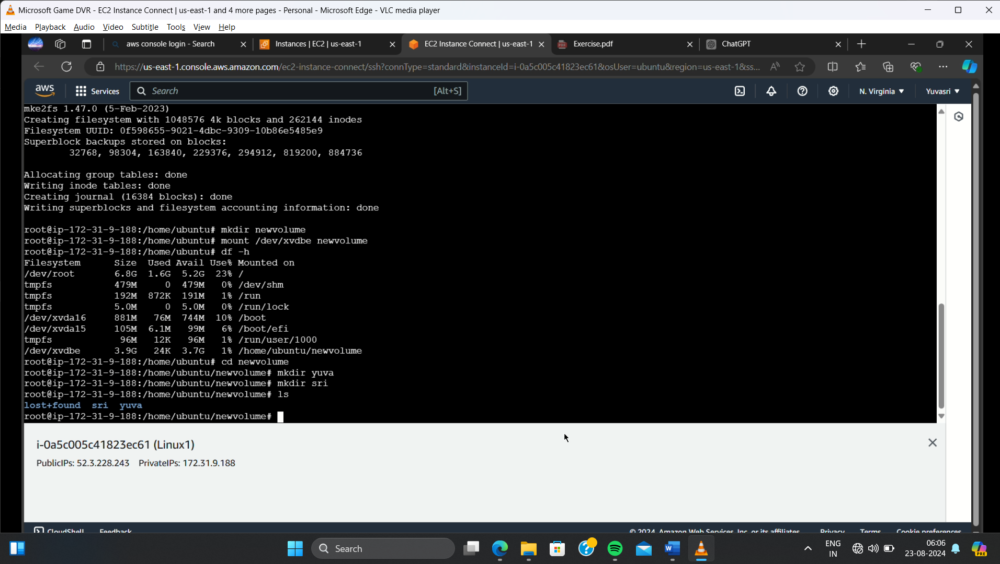 Microsoft Game DVR - EC2 Instance Connect | us-east-1 and 4 more pages - Personal - Microsoft Edge - VLC media player
Media Playback Audio Video Subtitle Tools View Help
aws console login - Search
Instances | EC2 | us-east-1
EC2 Instance Connect | us-east-1
Exercise.pdf
ChatGPT
https://us-east-1.console.aws.amazon.com/ec2-instance-connect/ssh?connType=standard&instanceId=i-0a5c005c41823ec61&osUser=ubuntu&region=us-east-1&ss...
aws Services Search [Alt+S] N. Virginia Yuvasri
mke2fs 1.47.0 (5-Feb-2023)
Creating filesystem with 1048576 4k blocks and 262144 inodes
Filesystem UUID: 0f598655-9021-4dbc-9309-10b86e5485e9
Superblock backups stored on blocks:
32768, 98304, 163840, 229376, 294912, 819200, 884736
Allocating group tables: done
Writing inode tables: done
Creating journal (16384 blocks): done
Writing superblocks and filesystem accounting information: done
root@ip-172-31-9-188:/home/ubuntu# mkdir newvolume
root@ip-172-31-9-188:/home/ubuntu# mount /dev/xvdbe newvolume
root@ip-172-31-9-188:/home/ubuntu# df -h
Filesystem Size Used Avail Use% Mounted on
/dev/root 6.8G 1.6G 5.2G 23% /
tmpfs 479M 0 479M 0% /dev/shm
tmpfs 192M 872K 191M 1% /run
tmpfs 5.0M 0 5.0M 0% /run/lock
/dev/xvda16 881M 76M 744M 10% /boot
/dev/xvda15 105M 6.1M 99M 6% /boot/efi
tmpfs 96M 12K 96M 1% /run/user/1000
/dev/xvdbe 3.9G 24K 3.7G 1% /home/ubuntu/newvolume
root@ip-172-31-9-188:/home/ubuntu# cd newvolume
root@ip-172-31-9-188:/home/ubuntu/newvolume# mkdir yuva
root@ip-172-31-9-188:/home/ubuntu/newvolume# mkdir sri
root@ip-172-31-9-188:/home/ubuntu/newvolume# ls
lost+found sri yuva
root@ip-172-31-9-188:/home/ubuntu/newvolume#
i-0a5c005c41823ec61 (Linux1)
PublicIPs: 52.3.228.243 PrivateIPs: 172.31.9.188
CloudShell Feedback © 2024, Amazon Web Services, Inc. or its affiliates. Privacy Terms Cookie preferences
Search
ENG
IN
06:06
23-08-2024
PRE